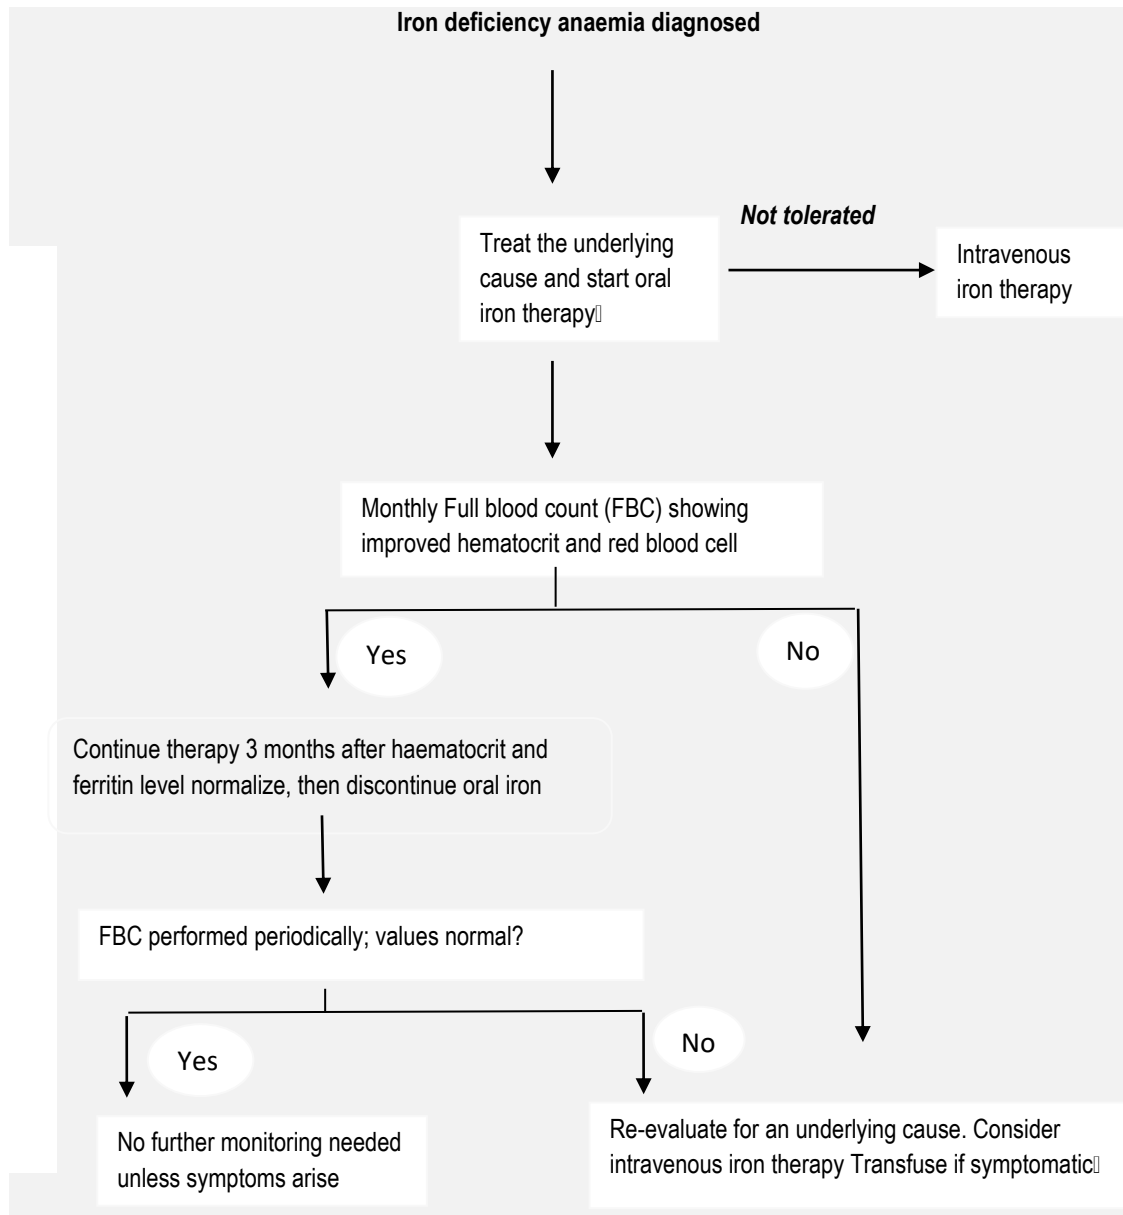 Iron deficiency anaemia diagnosed
Not tolerated
Treat the underlying
cause and start oral
iron therapy
Intravenous
iron therapy
Monthly Full blood count (FBC) showing
improved hematocrit and red blood cell
Yes
No
Continue therapy 3 months after haematocrit and
ferritin level normalize, then discontinue oral iron
FBC performed periodically; values normal?
Yes
No
No further monitoring needed
unless symptoms arise
Re-evaluate for an underlying cause. Consider
intravenous iron therapy Transfuse if symptomatic